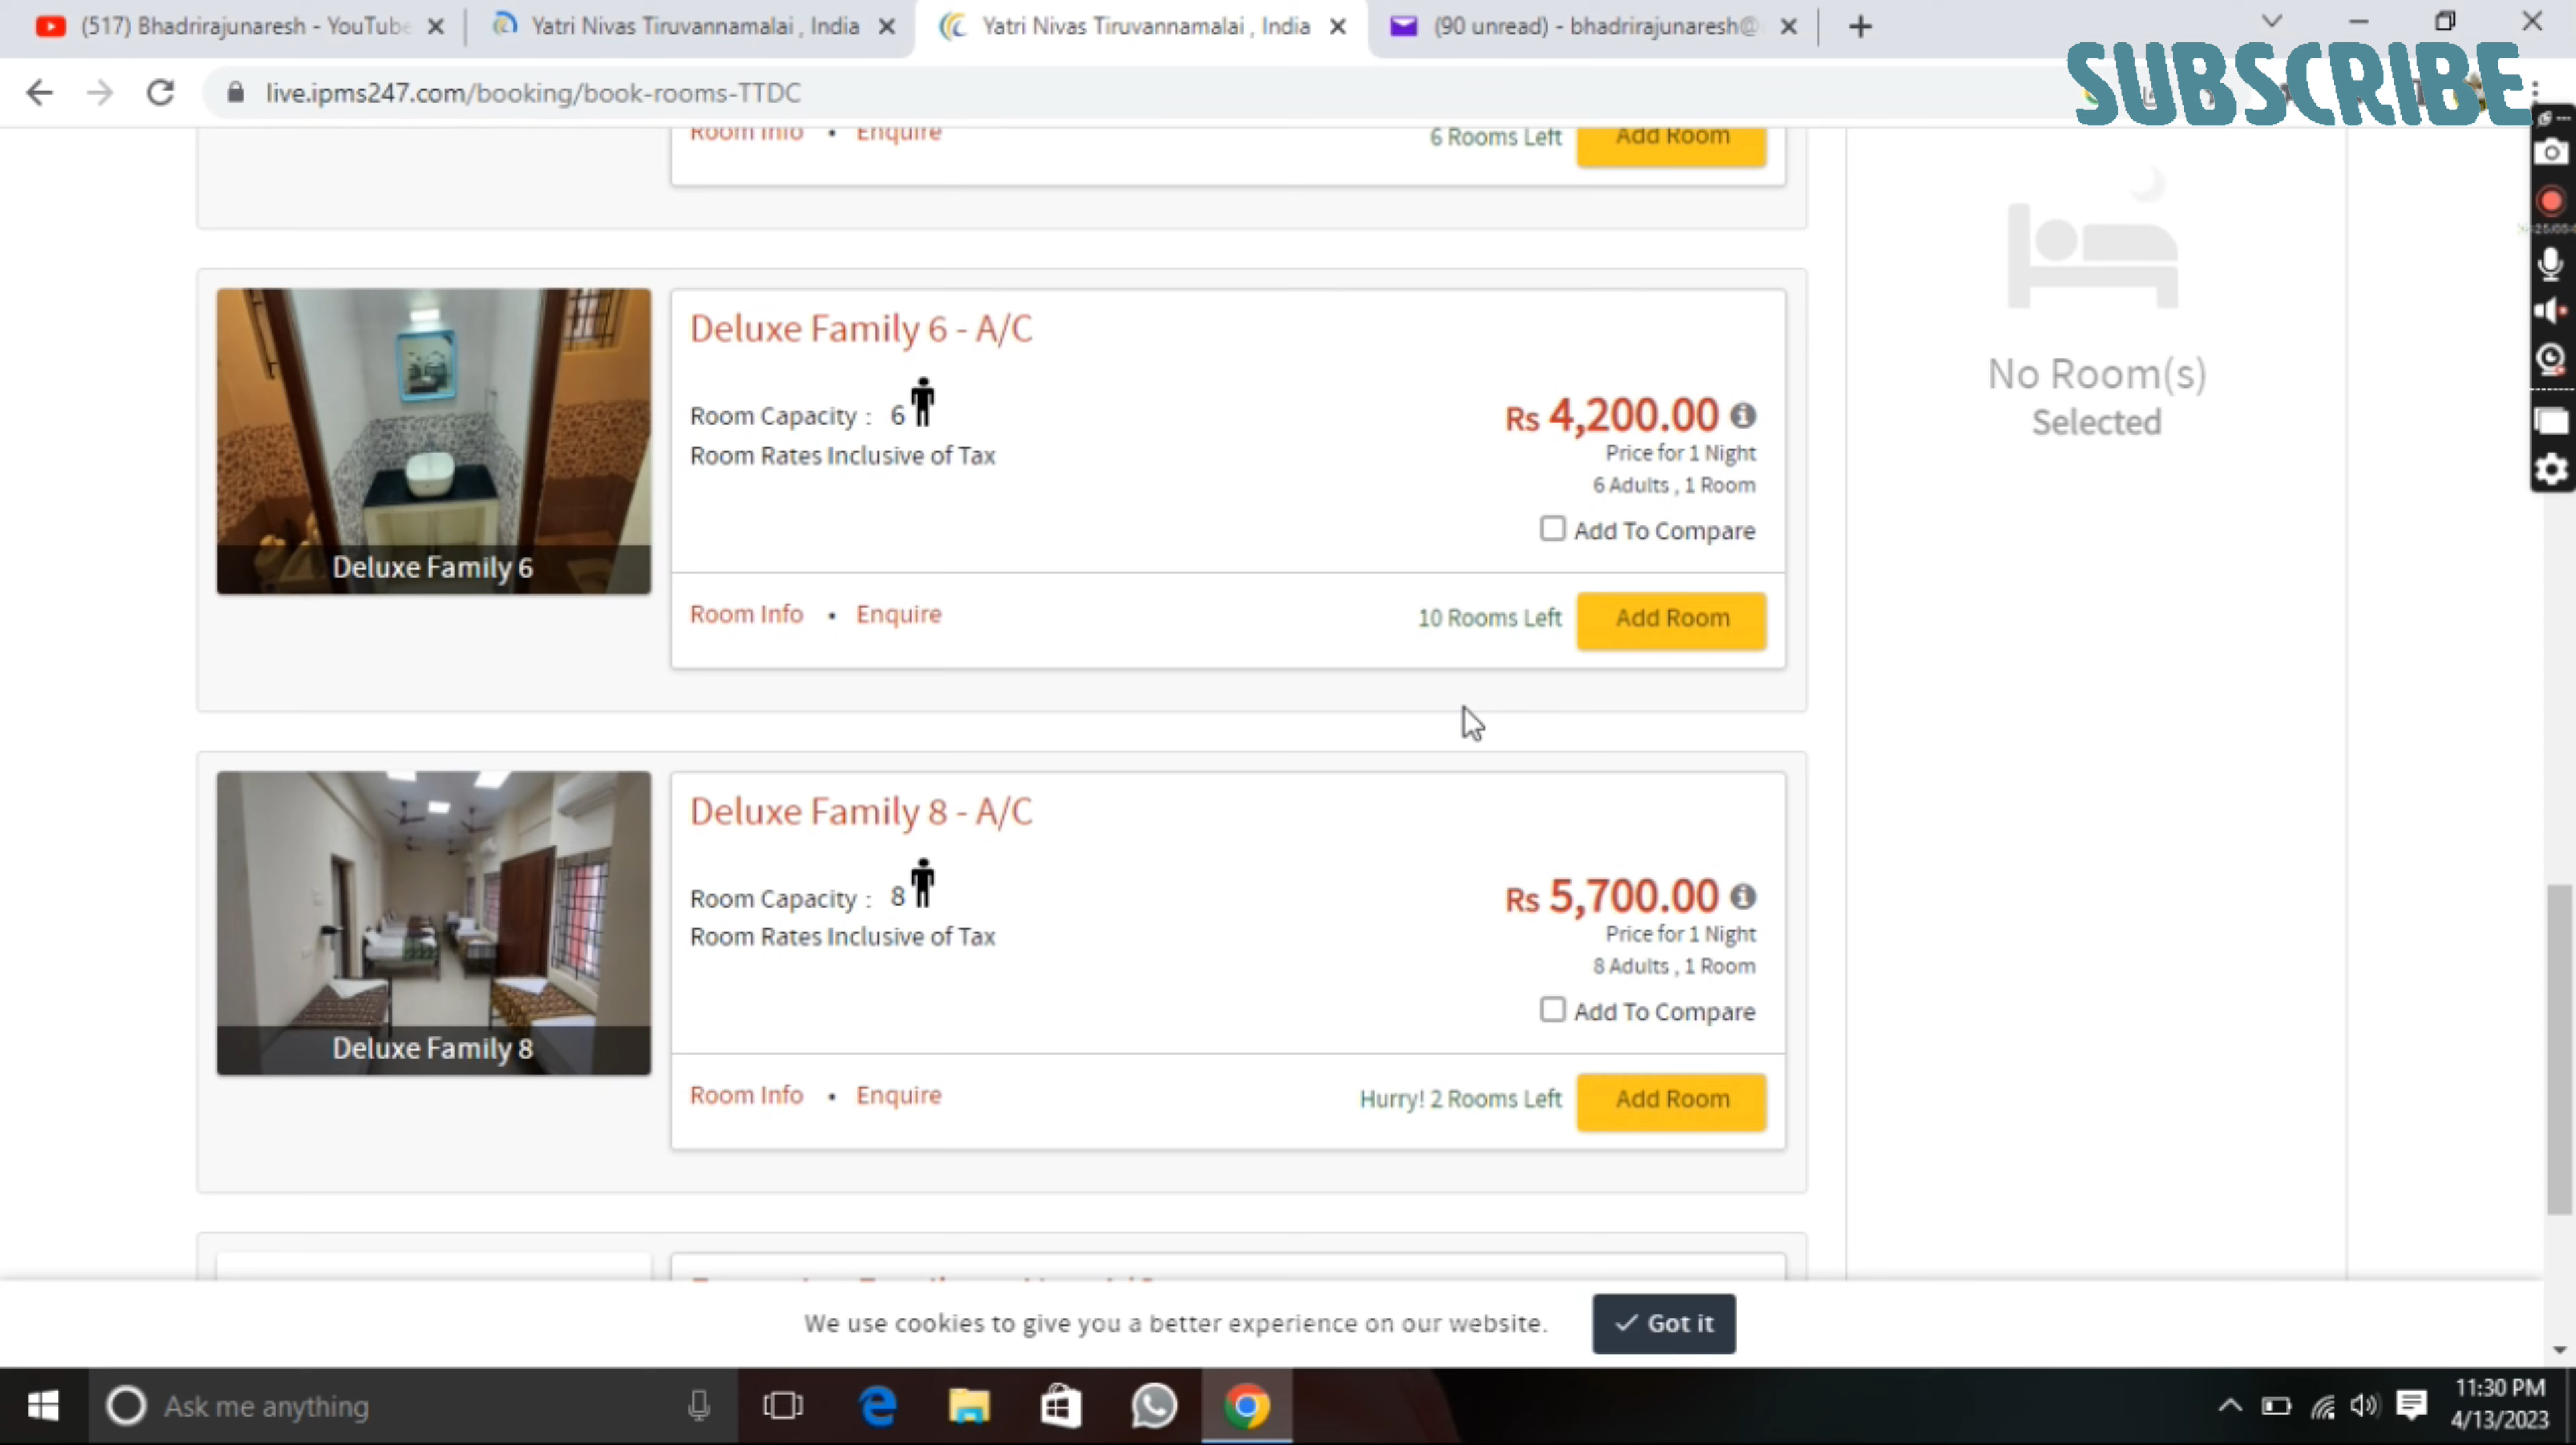 (517) Bhadrirajunaresh - YouTube
Yatri Nivas Tiruvannamalai , India
Yatri Nivas Tiruvannamalai , India
(90 unread) - bhadrirajunaresh@
live.ipms247.com/booking/book-rooms-TTDC
SUBSCRIBE
Room Info • Enquire
6 Rooms Left
Add Room
Deluxe Family 6
Deluxe Family 6 - A/C
Room Capacity : 6
Room Rates Inclusive of Tax
Rs 4,200.00
Price for 1 Night
6 Adults , 1 Room
Add To Compare
Room Info • Enquire
10 Rooms Left
Add Room
No Room(s)
Selected
Deluxe Family 8
Deluxe Family 8 - A/C
Room Capacity : 8
Room Rates Inclusive of Tax
Rs 5,700.00
Price for 1 Night
8 Adults , 1 Room
Add To Compare
Room Info • Enquire
Hurry! 2 Rooms Left
Add Room
We use cookies to give you a better experience on our website.
Got it
Ask me anything
11:30 PM
4/13/2023